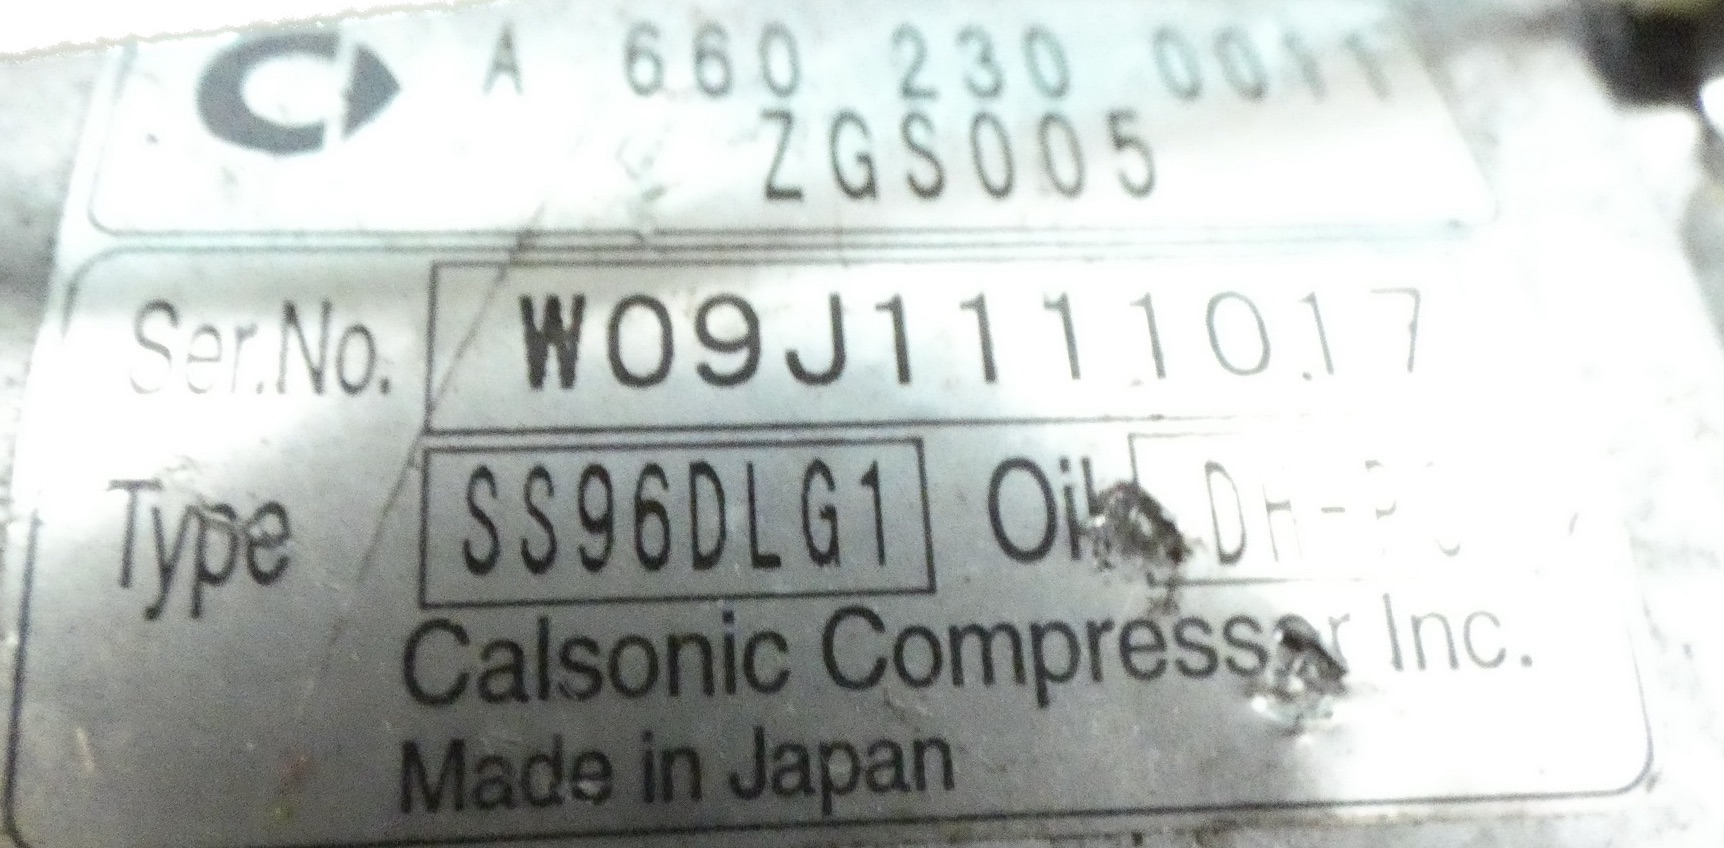 A 660 230 0011
ZGS005
Ser.No. W09J1111017
Type SS96DLG1 Oil
Calsonic Compressor Inc.
Made in Japan